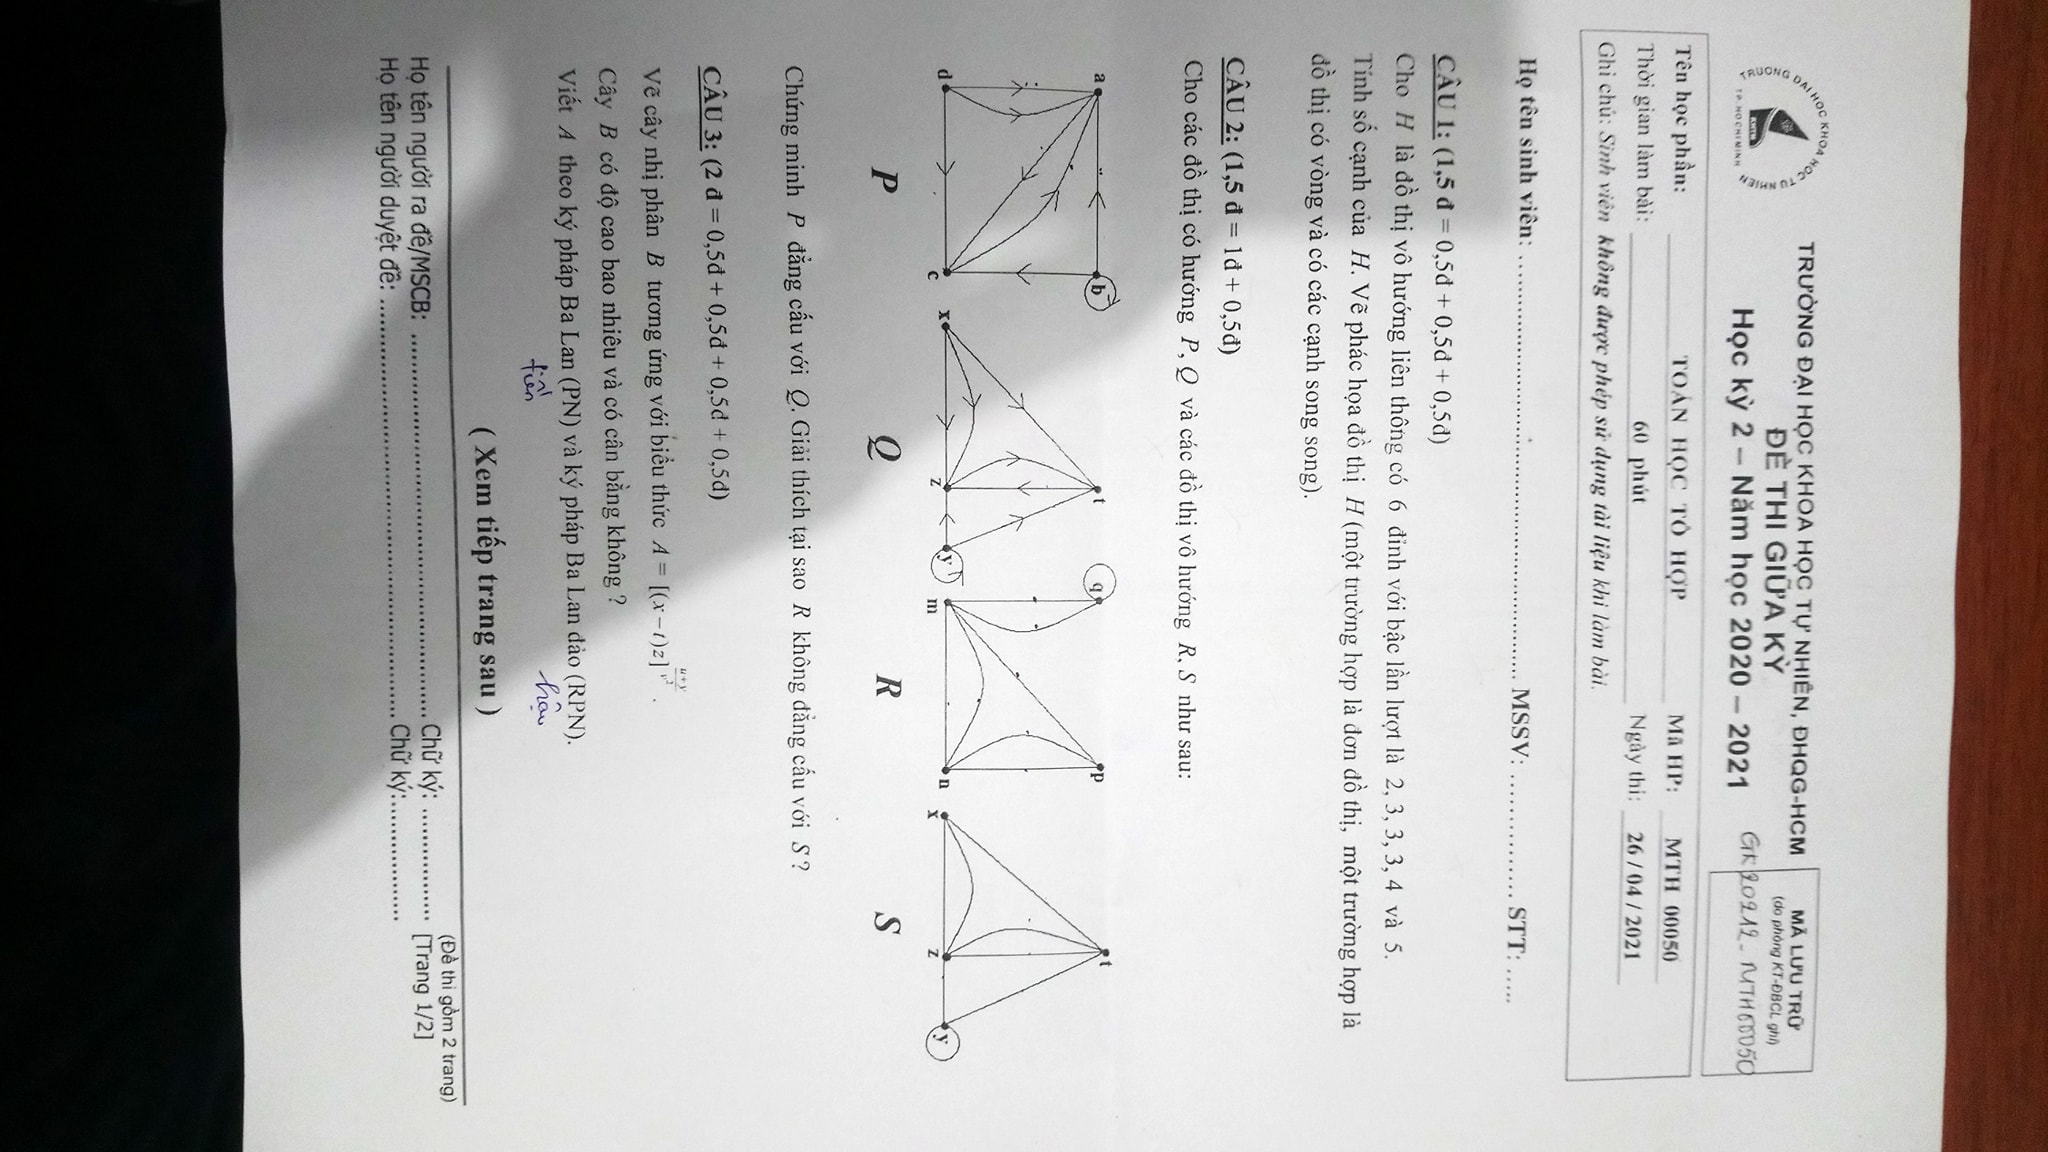 TRƯỜNG ĐẠI HỌC KHOA HỌC TỰ NHIÊN, ĐHQG-HCM
ĐỀ THI GIỮA KỲ
Học kỳ 2 – Năm học 2020 – 2021
MÃ LƯU TRỮ
(do phòng KT-ĐBCL ghi)
GK20212_MTH00050
TRƯỜNG ĐẠI HỌC KHOA HỌC TỰ NHIÊN
TP.HỒ CHÍ MINH
Tên học phần: TOÁN HỌC TỔ HỢP Mã HP: MTH 00050
Thời gian làm bài: 60 phút Ngày thi: 26 / 04 / 2021
Ghi chú: Sinh viên không được phép sử dụng tài liệu khi làm bài.
Họ tên sinh viên: .......... MSSV: .......... STT: ......
CÂU 1: (1,5 đ = 0,5đ + 0,5đ + 0,5đ)
Cho H là đồ thị vô hướng liên thông có 6 đỉnh với bậc lần lượt là 2, 3, 3, 3, 4 và 5.
Tính số cạnh của H. Vẽ phác họa đồ thị H (một trường hợp là đơn đồ thị, một trường hợp là
đồ thị có vòng và có các cạnh song song).
CÂU 2: (1,5 đ = 1đ + 0,5đ)
Cho các đồ thị có hướng P, Q và các đồ thị vô hướng R, S như sau:
a b t q p t
d c x z y m n x z y
P Q R S
Chứng minh P đẳng cấu với Q. Giải thích tại sao R không đẳng cấu với S ?
CÂU 3: (2 đ = 0,5đ + 0,5đ + 0,5đ + 0,5đ)
Vẽ cây nhị phân B tương ứng với biểu thức A = [(x – t)z]^(u+y)/v².
Cây B có độ cao bao nhiêu và có cân bằng không ?
Viết A theo ký pháp Ba Lan (PN) và ký pháp Ba Lan đảo (RPN).
tiền hậu
( Xem tiếp trang sau )
(Đề thi gồm 2 trang)
Họ tên người ra đề/MSCB: .......... Chữ ký: .......... [Trang 1/2]
Họ tên người duyệt đề: .......... Chữ ký:..........